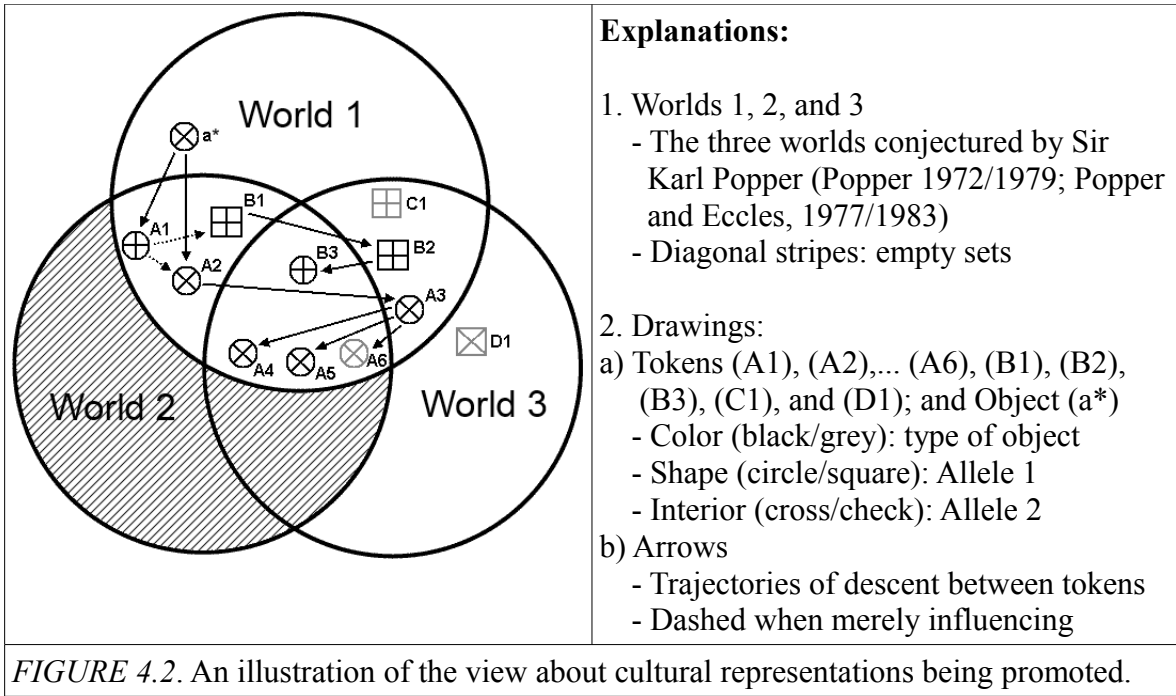 World 1
a*
B1
C1
A1
B3
B2
A2
A3
D1
A4
A5
A6
World 2
World 3
Explanations:
1. Worlds 1, 2, and 3
- The three worlds conjectured by Sir
Karl Popper (Popper 1972/1979; Popper
and Eccles, 1977/1983)
- Diagonal stripes: empty sets
2. Drawings:
a) Tokens (A1), (A2),... (A6), (B1), (B2),
(B3), (C1), and (D1); and Object (a*)
- Color (black/grey): type of object
- Shape (circle/square): Allele 1
- Interior (cross/check): Allele 2
b) Arrows
- Trajectories of descent between tokens
- Dashed when merely influencing
FIGURE 4.2. An illustration of the view about cultural representations being promoted.